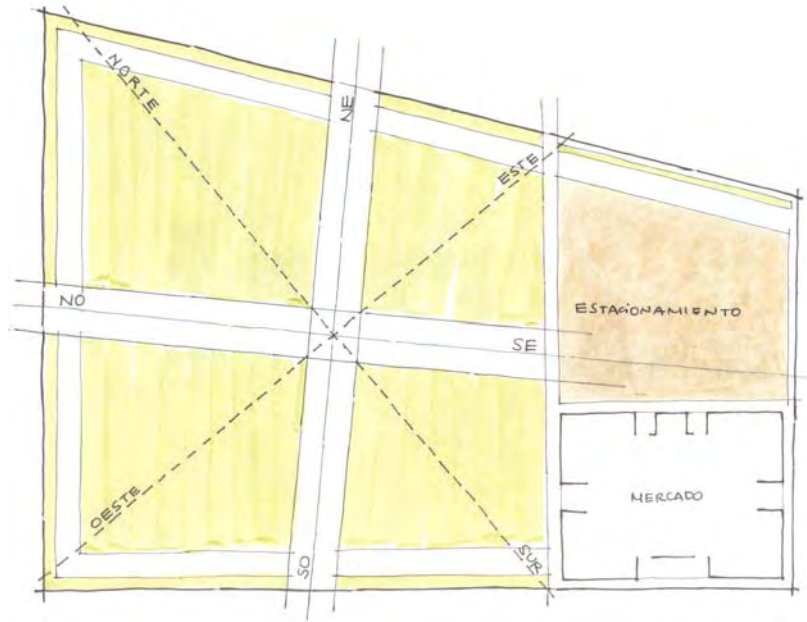 NORTE
NE
ESTE
NO
SE
ESTACIONAMIENTO
MERCADO
OESTE
SO
SUR